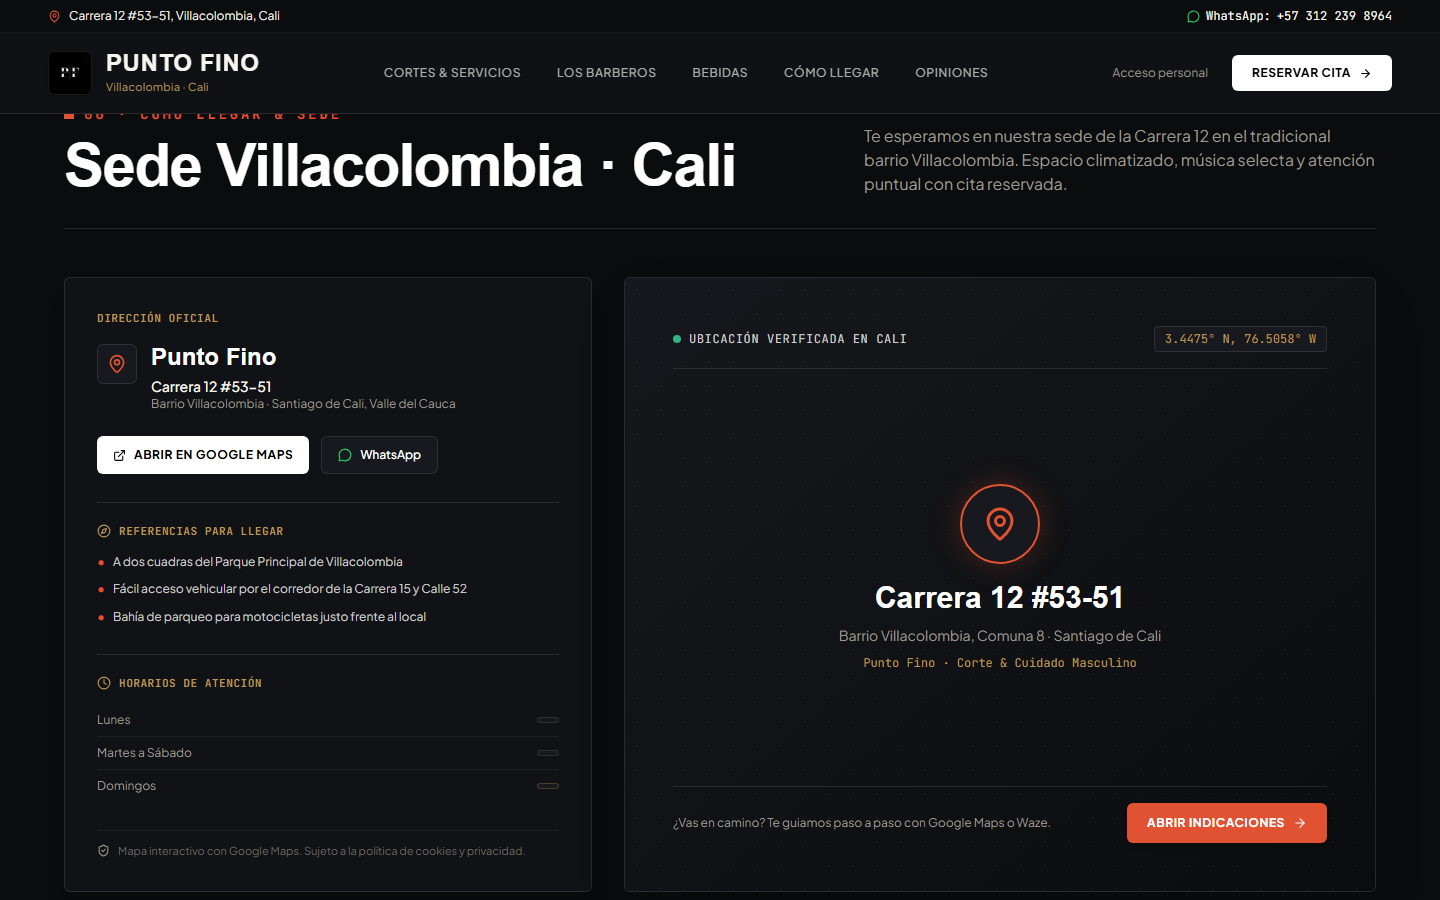 Carrera 12 #53-51, Villacolombia, Cali
WhatsApp: +57 312 239 8964
PF
PUNTO FINO
Villacolombia · Cali
CORTES & SERVICIOS
LOS BARBEROS
BEBIDAS
CÓMO LLEGAR
OPINIONES
Acceso personal
RESERVAR CITA
06 · CÓMO LLEGAR & SEDE
Sede Villacolombia · Cali
Te esperamos en nuestra sede de la Carrera 12 en el tradicional
barrio Villacolombia. Espacio climatizado, música selecta y atención
puntual con cita reservada.
DIRECCIÓN OFICIAL
Punto Fino
Carrera 12 #53-51
Barrio Villacolombia · Santiago de Cali, Valle del Cauca
ABRIR EN GOOGLE MAPS
WhatsApp
REFERENCIAS PARA LLEGAR
A dos cuadras del Parque Principal de Villacolombia
Fácil acceso vehicular por el corredor de la Carrera 15 y Calle 52
Bahía de parqueo para motocicletas justo frente al local
HORARIOS DE ATENCIÓN
Lunes
Martes a Sábado
Domingos
Mapa interactivo con Google Maps. Sujeto a la política de cookies y privacidad.
UBICACIÓN VERIFICADA EN CALI
3.4475° N, 76.5058° W
Carrera 12 #53-51
Barrio Villacolombia, Comuna 8 · Santiago de Cali
Punto Fino · Corte & Cuidado Masculino
¿Vas en camino? Te guiamos paso a paso con Google Maps o Waze.
ABRIR INDICACIONES